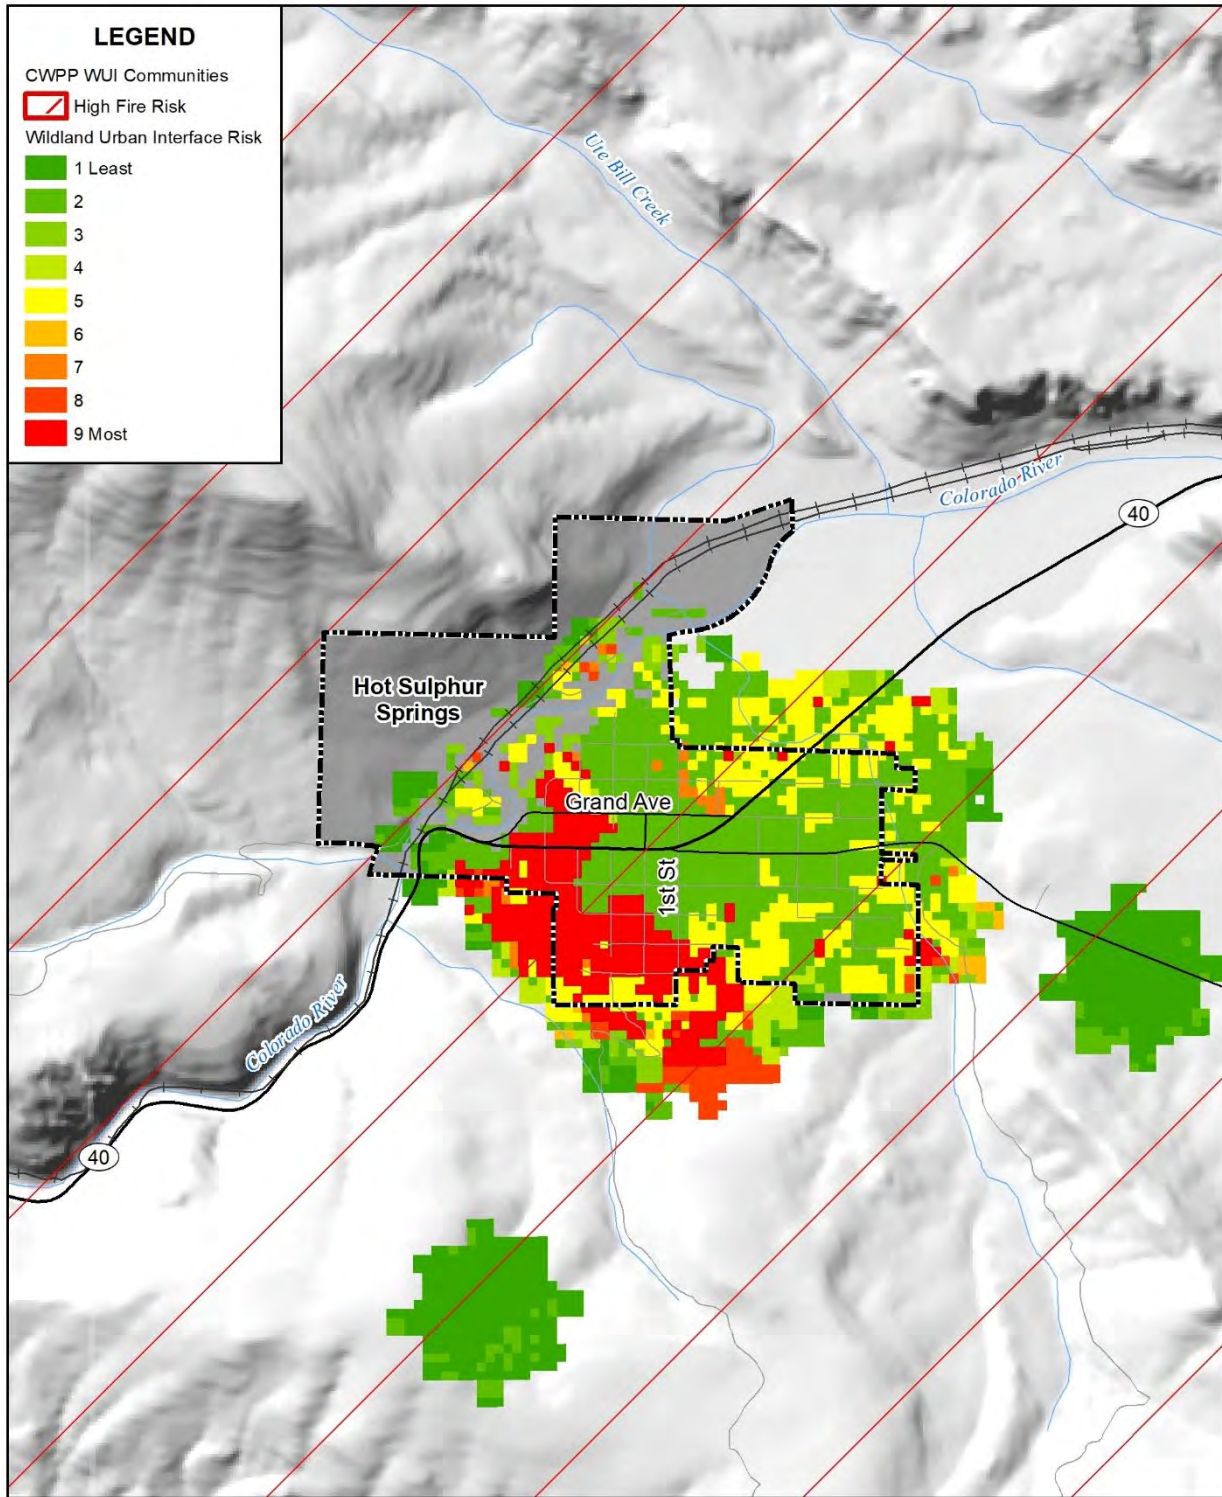 LEGEND
CWPP WUI Communities
High Fire Risk
Wildland Urban Interface Risk
1 Least
2
3
4
5
6
7
8
9 Most
Ute Bill Creek
Colorado River
40
Hot Sulphur
Springs
Grand Ave
1st St
Colorado River
40